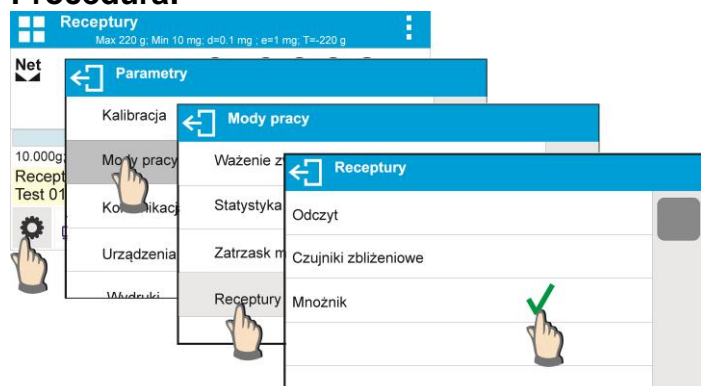 Procedura:
Receptury
Max 220 g; Min 10 mg; d=0.1 mg ; e=1 mg; T=-220 g
Net
10.000g;
Recept
Test 01
Parametry
Kalibracja
Mody pracy
Urządzenia
Wydruki
Mody pracy
Ważenie z
Statystyka
Zatrzask m
Receptury
Receptury
Odczyt
Czujniki zbliżeniowe
Mnożnik